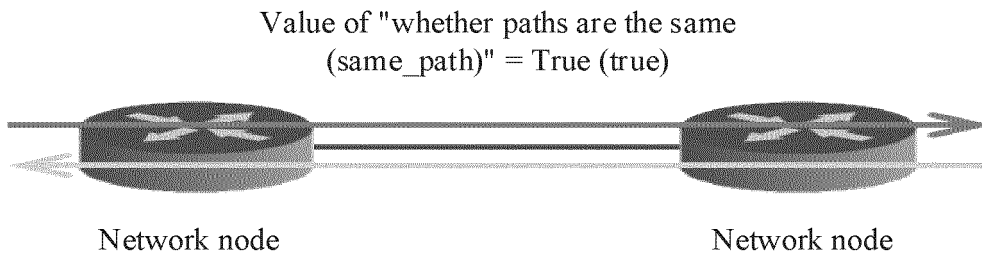 Value of "whether paths are the same
(same_path)" = True (true)
Network node
Network node